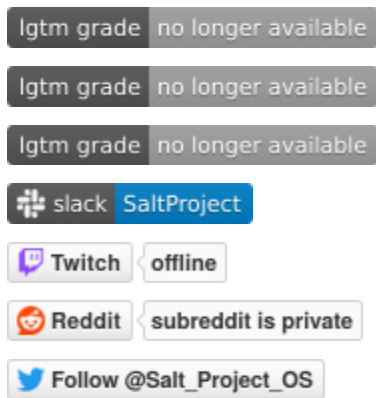 lgtm grade no longer available
lgtm grade no longer available
lgtm grade no longer available
slack SaltProject
Twitch offline
Reddit subreddit is private
Follow @Salt_Project_OS